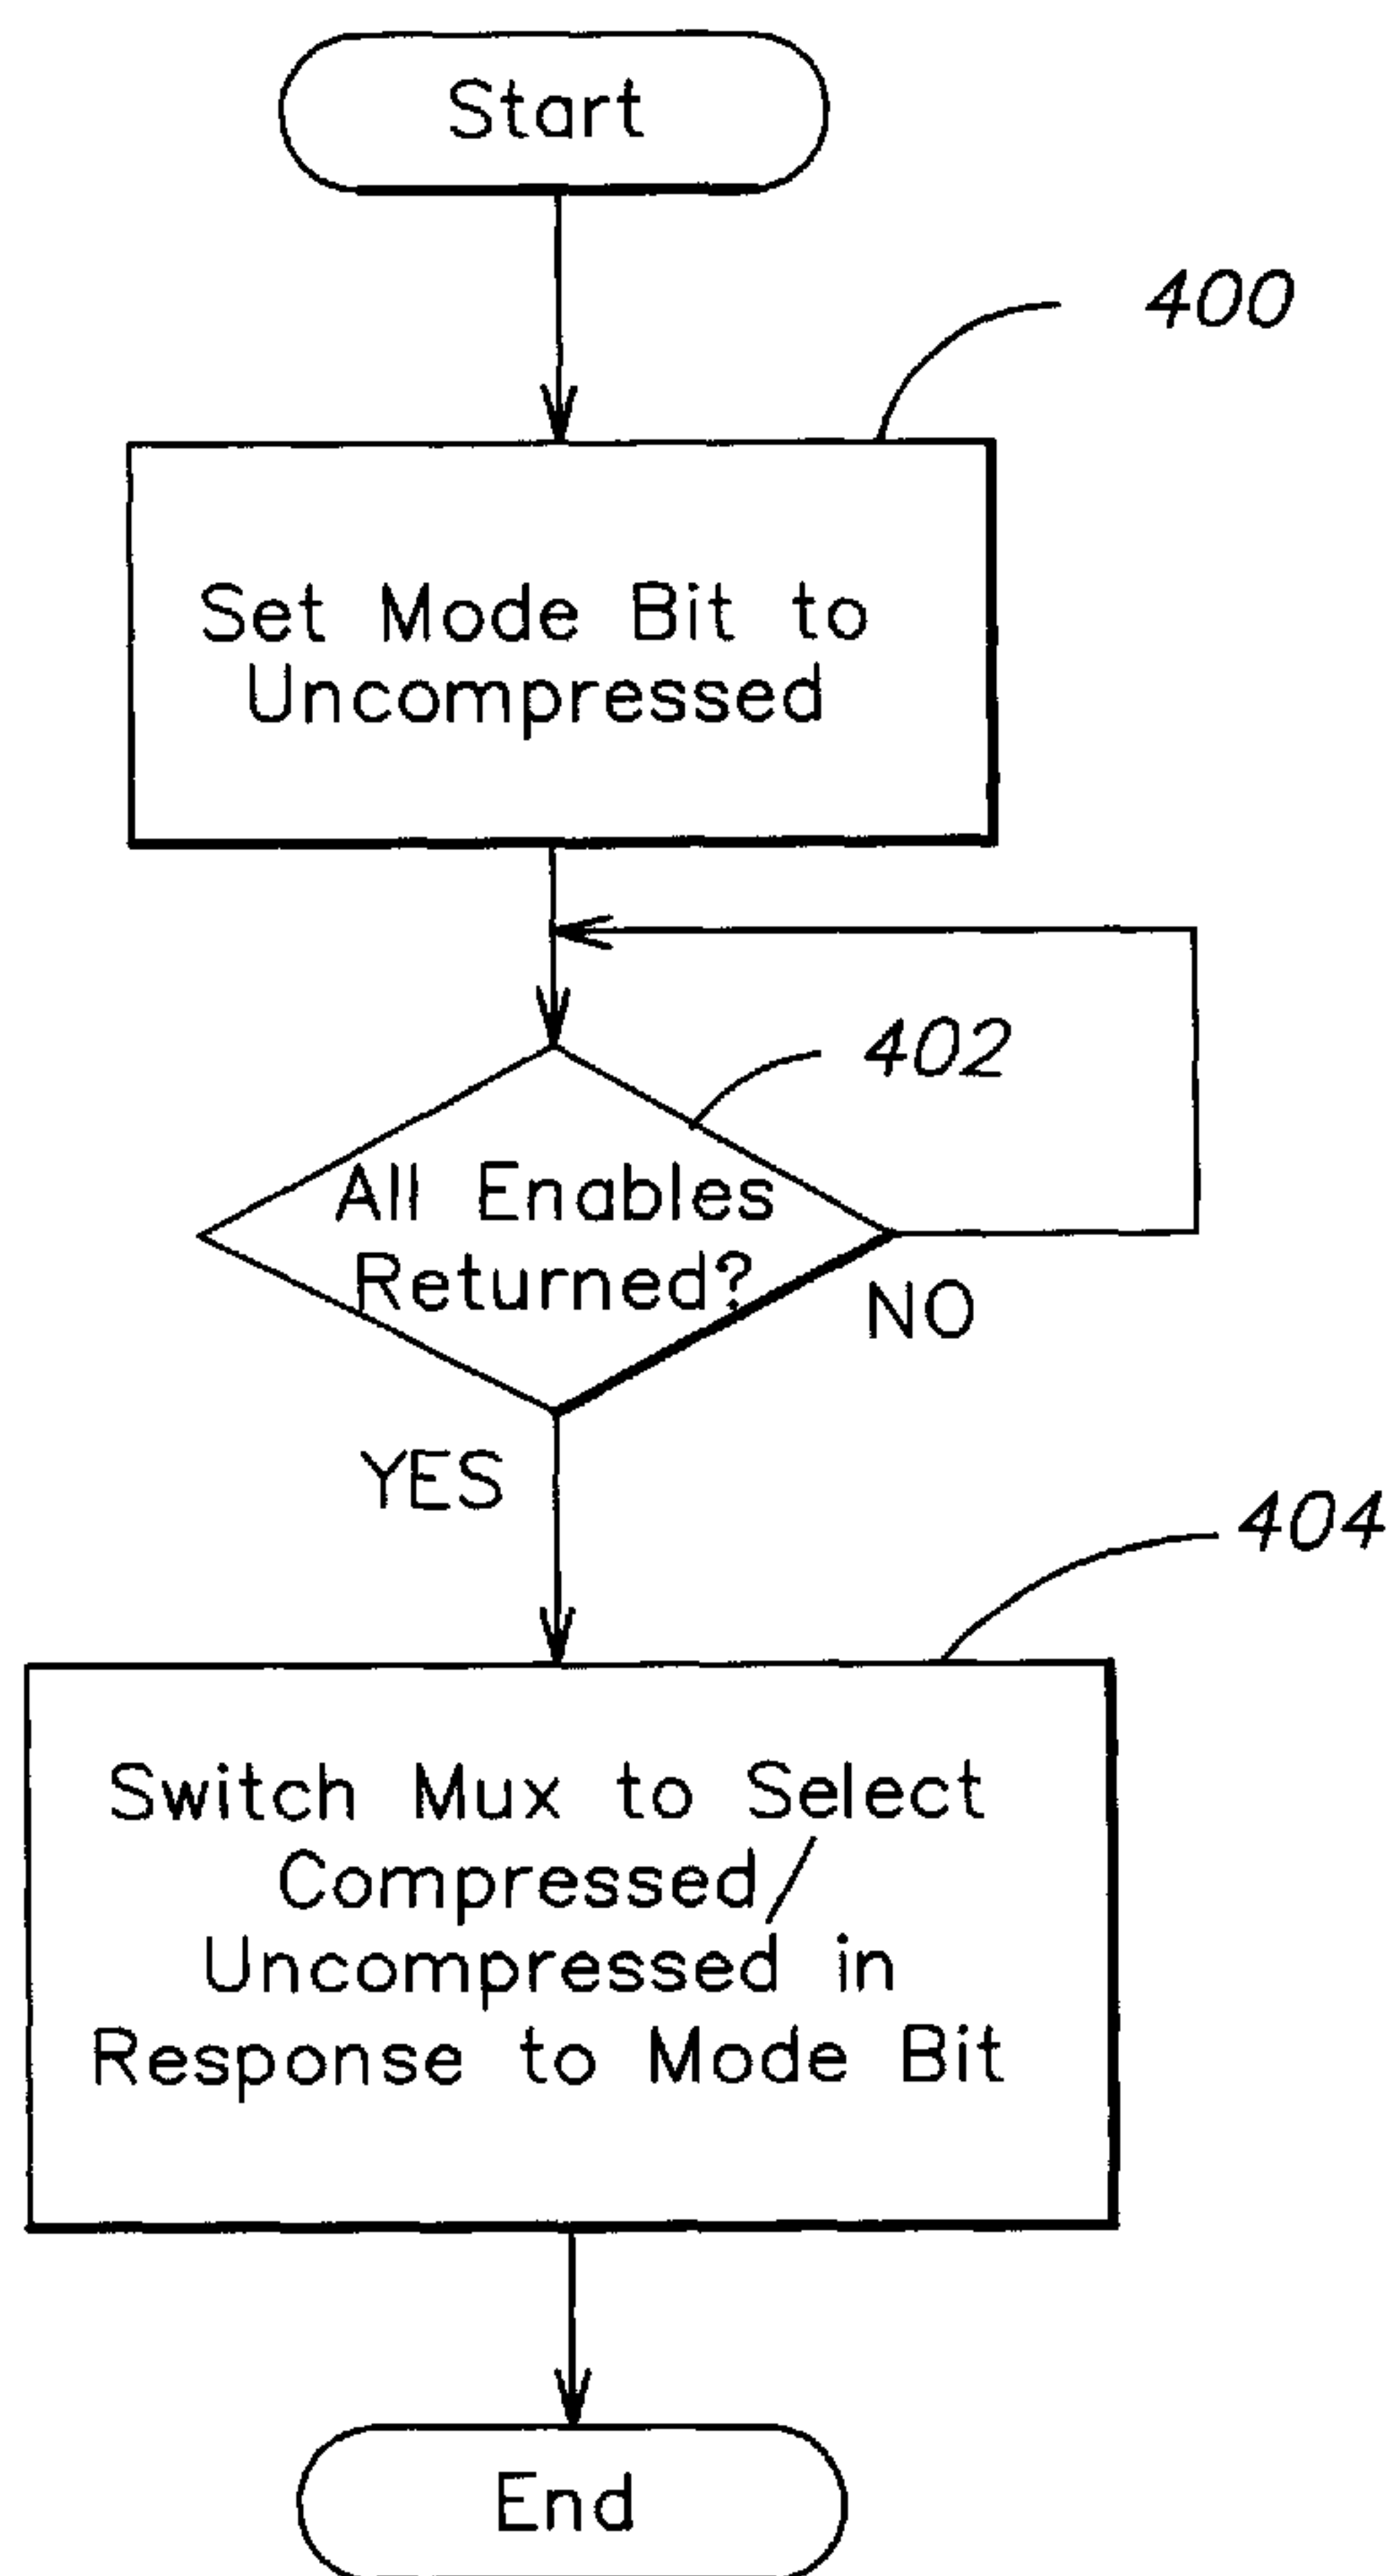 Start
400
Set Mode Bit to
Uncompressed
402
All Enables
Returned?
NO
YES
404
Switch Mux to Select
Compressed/
Uncompressed in
Response to Mode Bit
End